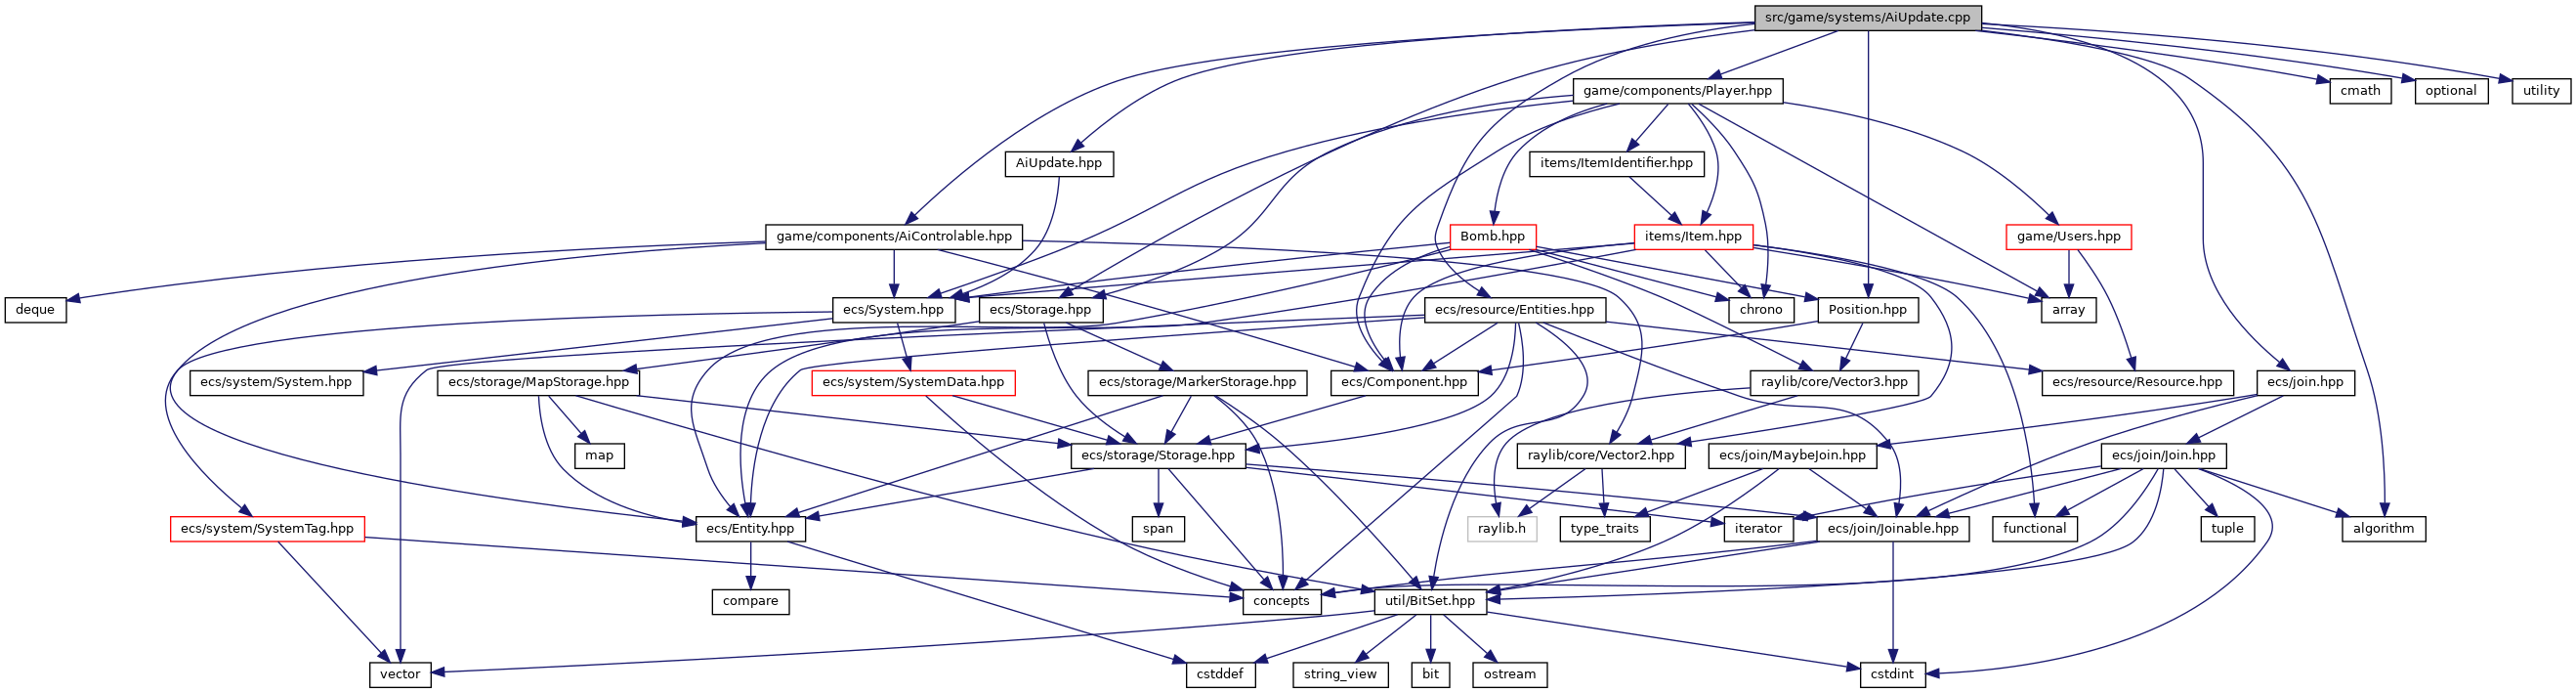 src/game/systems/AiUpdate.cpp
game/components/Player.hpp
cmath
optional
utility
AiUpdate.hpp
items/ItemIdentifier.hpp
game/components/AiControlable.hpp
Bomb.hpp
items/Item.hpp
game/Users.hpp
deque
ecs/System.hpp
ecs/Storage.hpp
ecs/resource/Entities.hpp
chrono
Position.hpp
array
ecs/system/System.hpp
ecs/storage/MapStorage.hpp
ecs/system/SystemData.hpp
ecs/storage/MarkerStorage.hpp
ecs/Component.hpp
raylib/core/Vector3.hpp
ecs/resource/Resource.hpp
ecs/join.hpp
map
ecs/storage/Storage.hpp
raylib/core/Vector2.hpp
ecs/join/MaybeJoin.hpp
ecs/join/Join.hpp
ecs/system/SystemTag.hpp
ecs/Entity.hpp
span
raylib.h
type_traits
iterator
ecs/join/Joinable.hpp
functional
tuple
algorithm
compare
concepts
util/BitSet.hpp
vector
cstddef
string_view
bit
ostream
cstdint